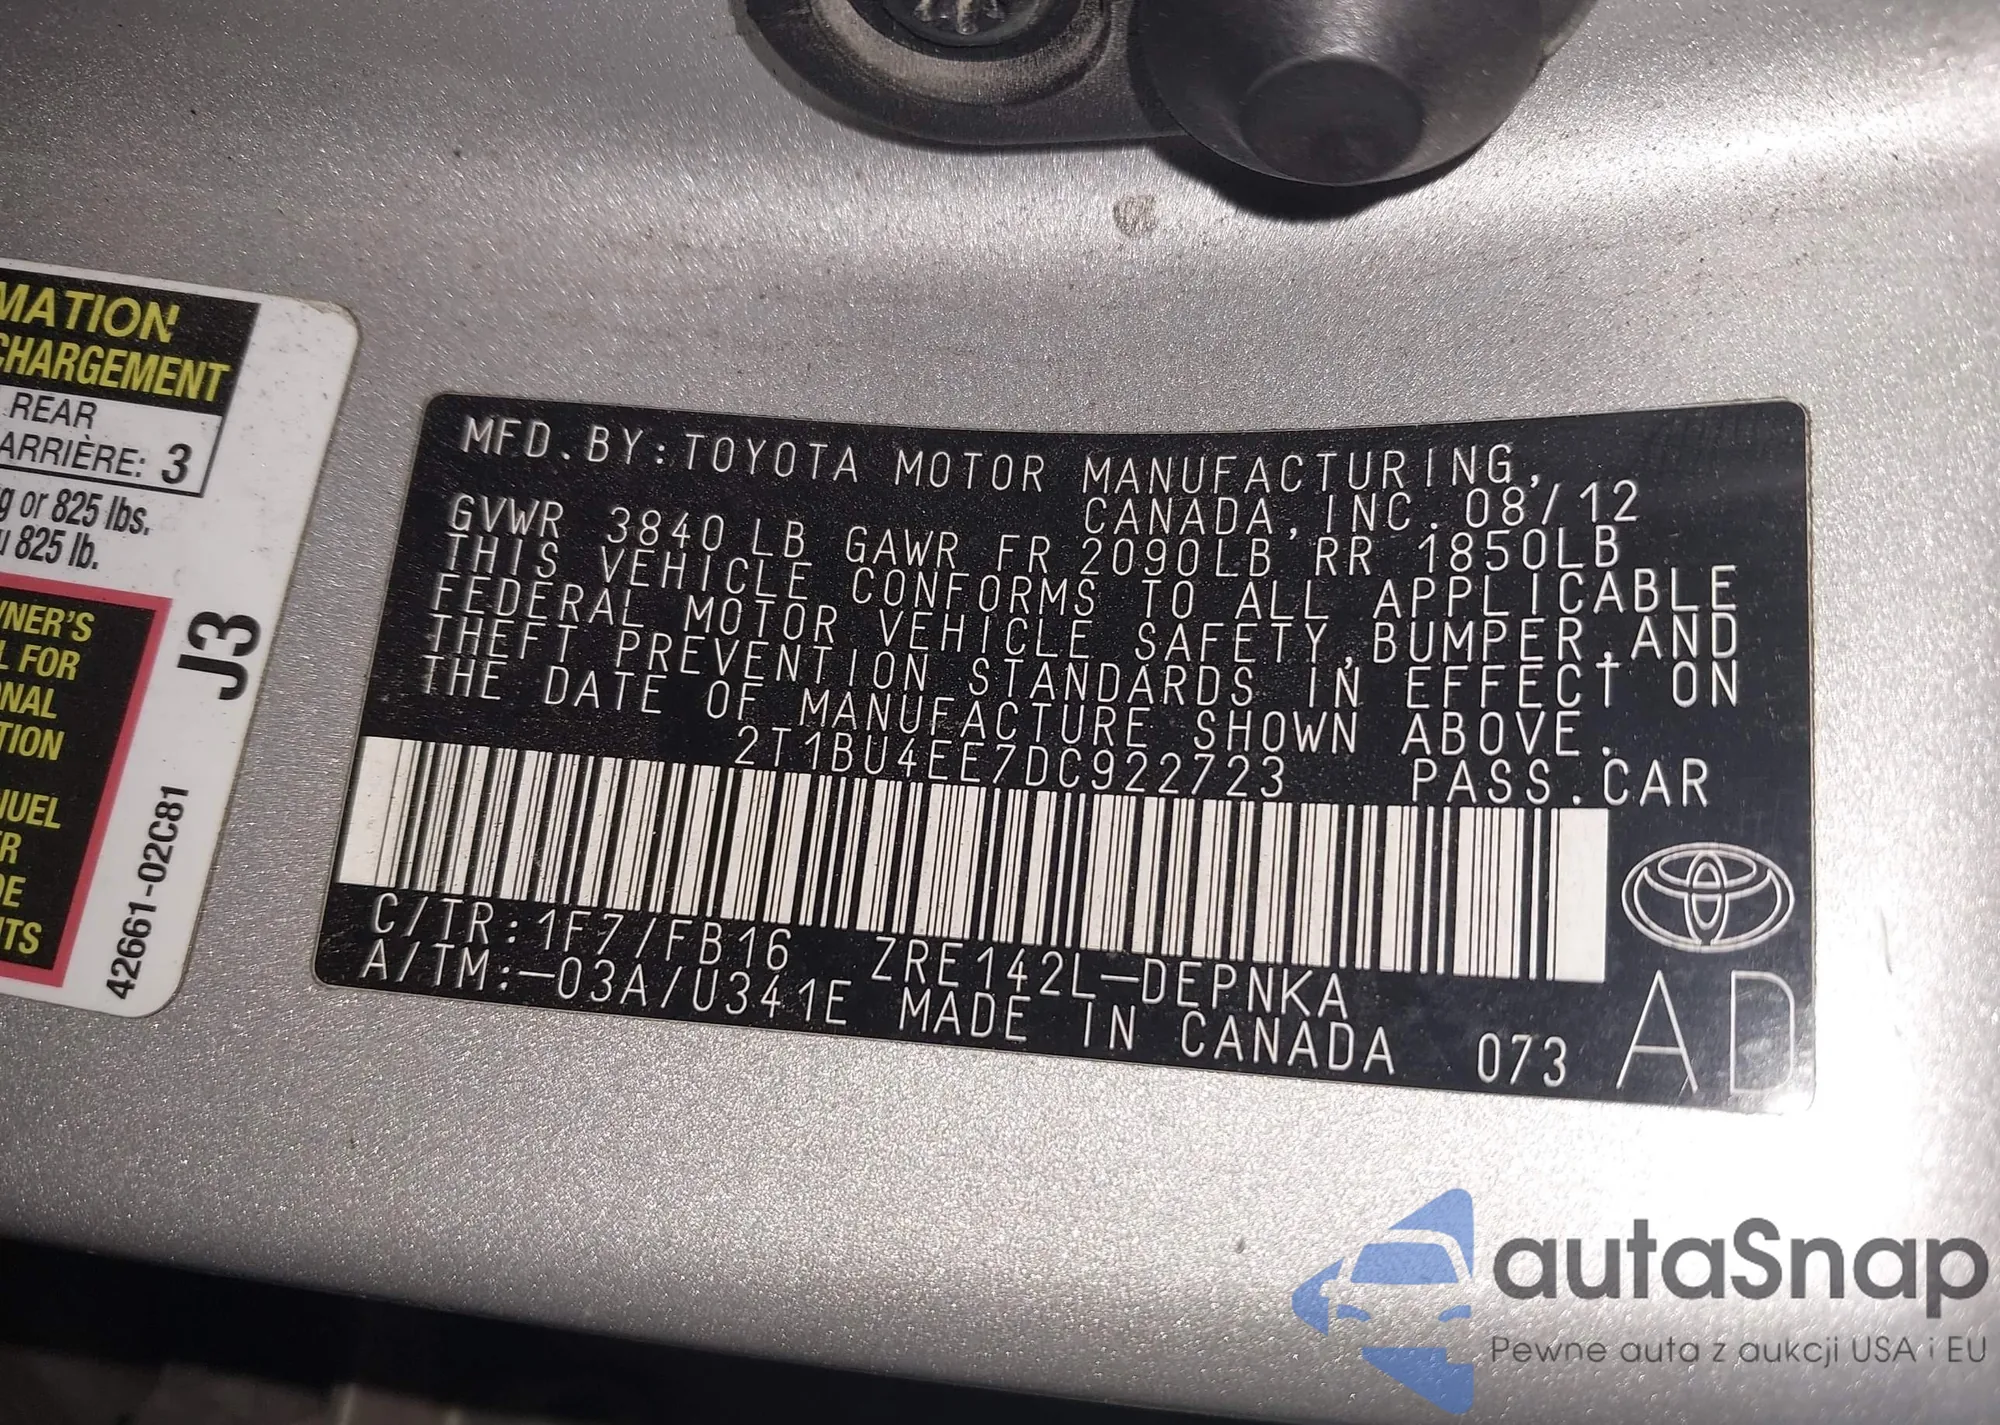 MATION
CHARGEMENT
REAR
ARRIÈRE: 3
g or 825 lbs.
u 825 lb.
NER'S
L FOR
NAL
TION
NUEL
R
DE
NTS
J3
42661-02C81
MFD.BY:TOYOTA MOTOR MANUFACTURING,
CANADA,INC. 08/12
GVWR 3840 LB GAWR FR 2090LB RR 1850LB
THIS VEHICLE CONFORMS TO ALL APPLICABLE
FEDERAL MOTOR VEHICLE SAFETY,BUMPER,AND
THEFT PREVENTION STANDARDS IN EFFECT ON
THE DATE OF MANUFACTURE SHOWN ABOVE.
2T1BU4EE7DC922723 PASS.CAR
C/TR:1F7/FB16 ZRE142L-DEPNKA
A/TM:-03A/U341E MADE IN CANADA 073
AD
autaSnap
Pewne auta z aukcji USA i EU